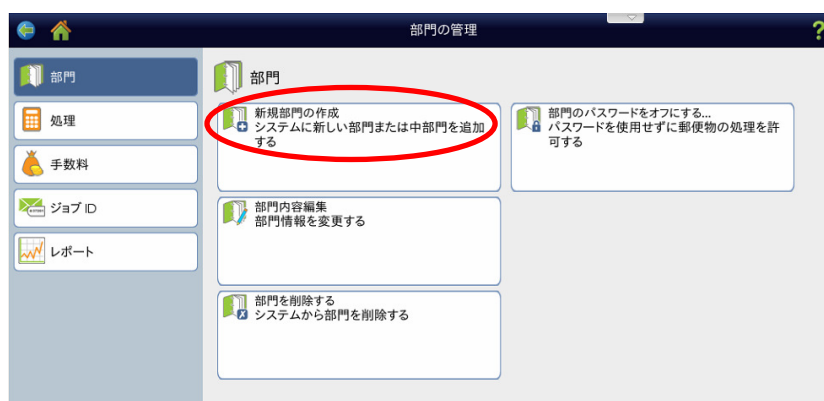 部門の管理
?
部門
処理
手数料
ジョブ ID
レポート
部門
新規部門の作成
システムに新しい部門または中部門を追加
する
部門のパスワードをオフにする...
パスワードを使用せずに郵便物の処理を許
可する
部門内容編集
部門情報を変更する
部門を削除する
システムから部門を削除する